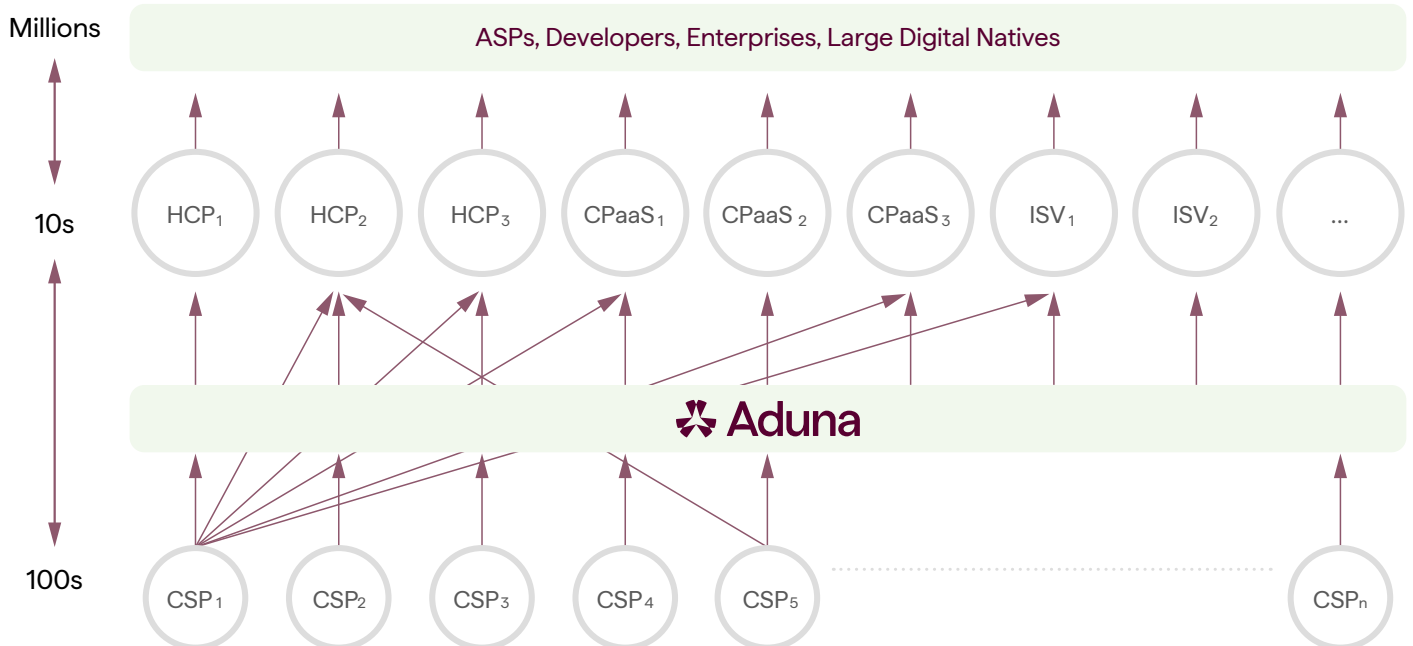 Millions
ASPs, Developers, Enterprises, Large Digital Natives
10s
HCP₁
HCP₂
HCP₃
CPaaS₁
CPaaS ₂
CPaaS₃
ISV₁
ISV₂
...
Aduna
100s
CSP₁
CSP₂
CSP₃
CSP₄
CSP₅
CSPₙ